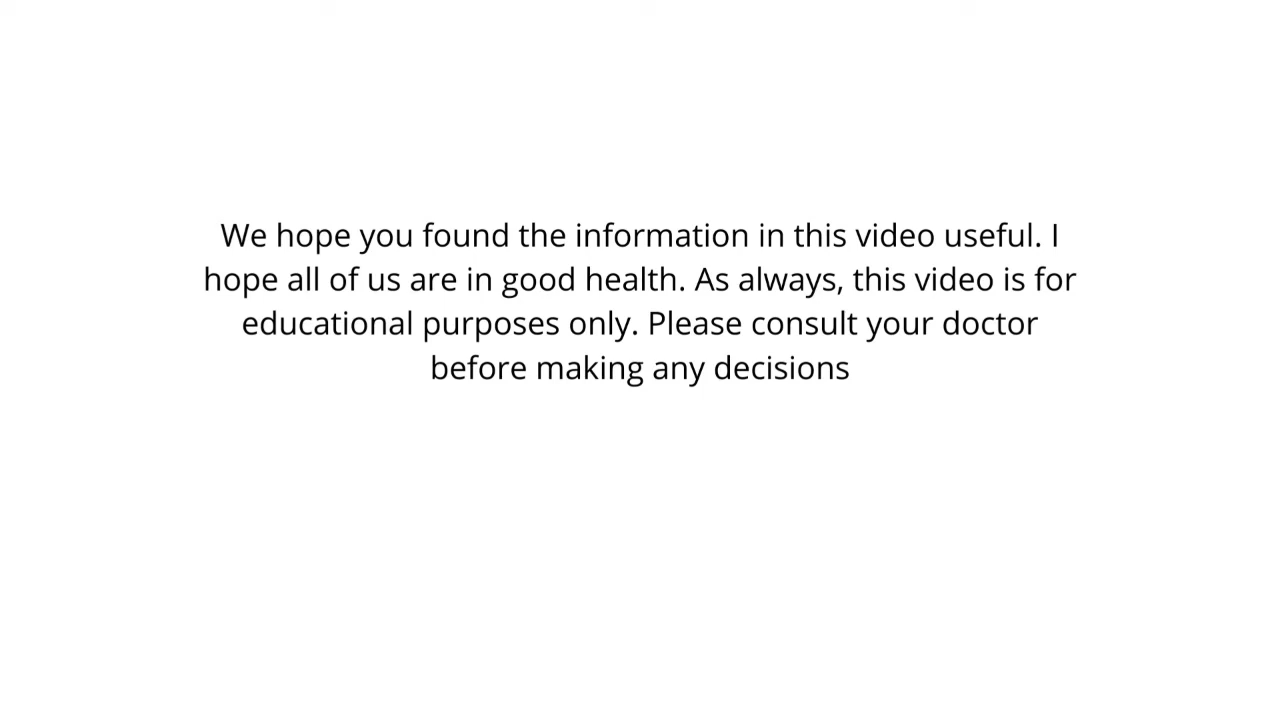 We hope you found the information in this video useful. I
hope all of us are in good health. As always, this video is for
educational purposes only. Please consult your doctor
before making any decisions